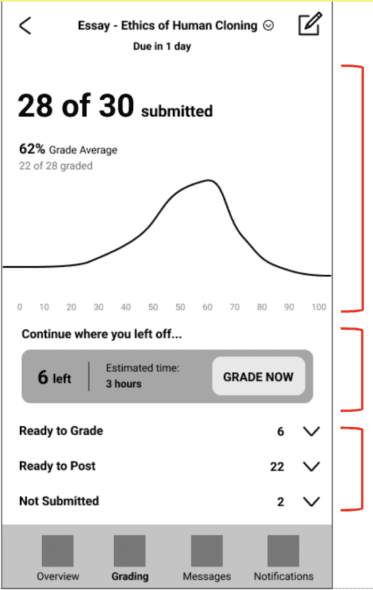 Essay - Ethics of Human Cloning
Due in 1 day
28 of 30 submitted
62% Grade Average
22 of 28 graded
0 10 20 30 40 50 50 60 70 80 90 100
Continue where you left off...
6 left
Estimated time:
3 hours
GRADE NOW
Ready to Grade 6
Ready to Post 22
Not Submitted 2
Overview Grading Messages Notifications